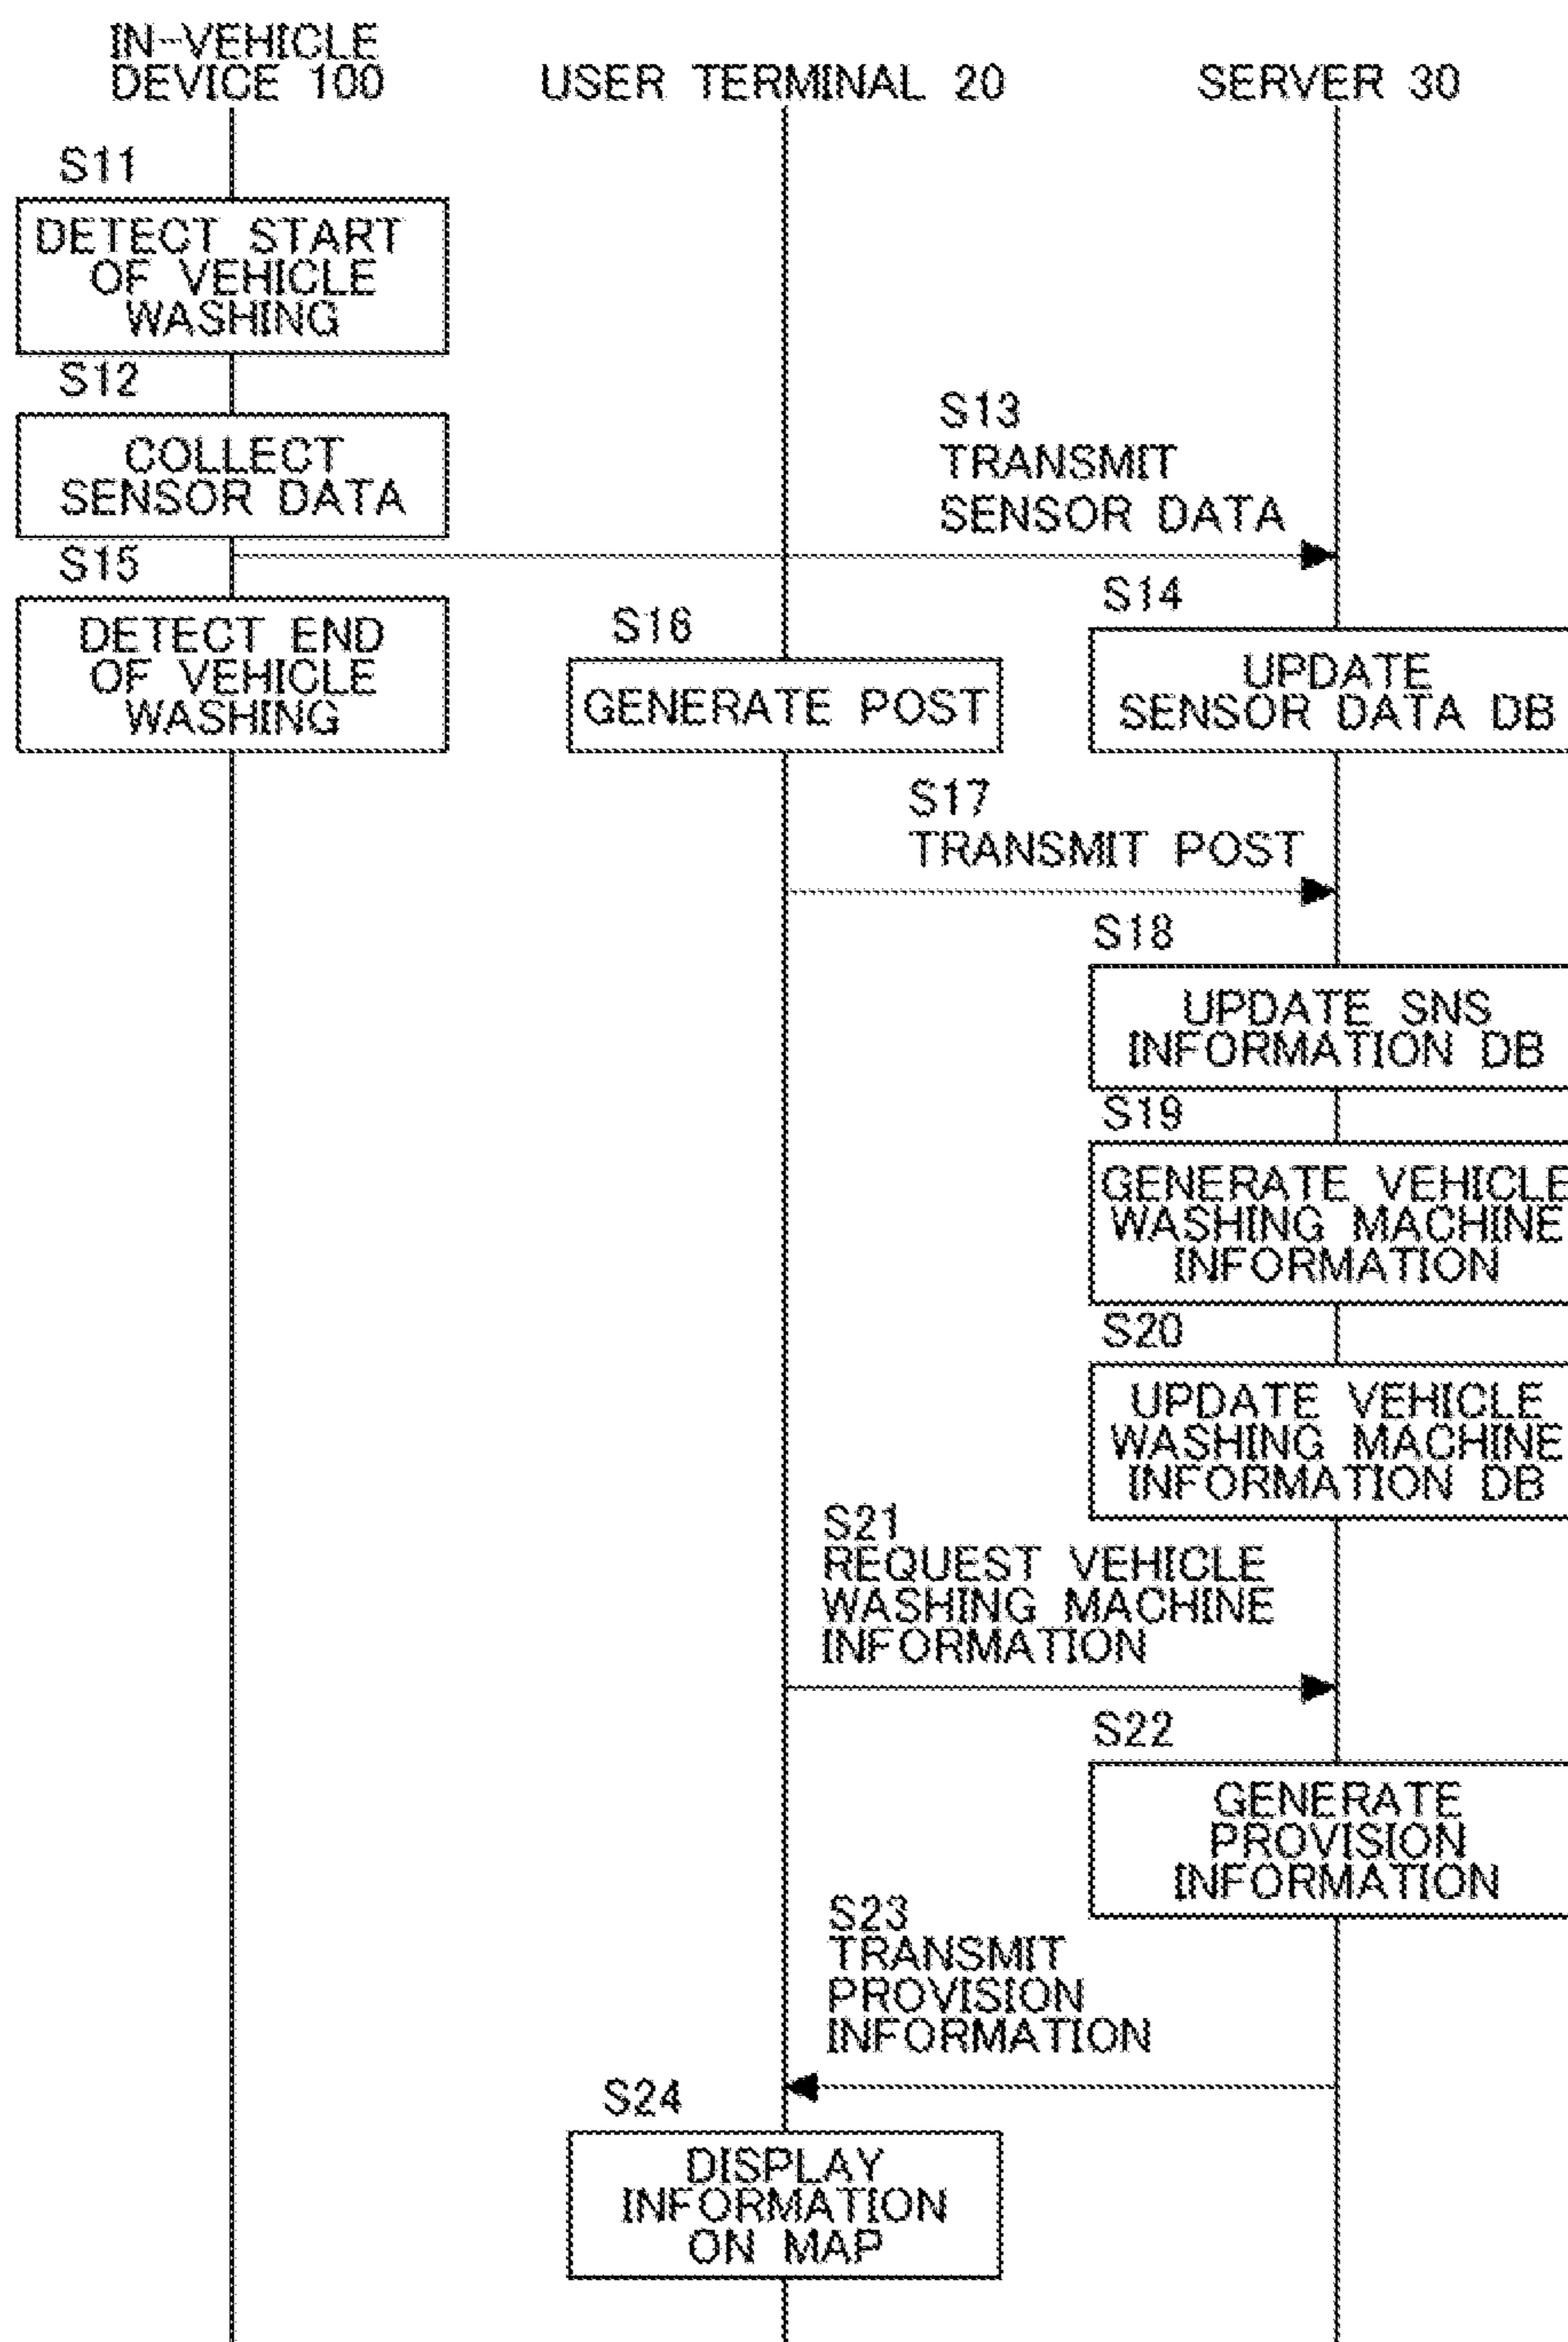 IN-VEHICLE
DEVICE 100
USER TERMINAL 20
SERVER 30
S11
DETECT START
OF VEHICLE
WASHING
S12
COLLECT
SENSOR DATA
S13
TRANSMIT
SENSOR DATA
S15
DETECT END
OF VEHICLE
WASHING
S14
UPDATE
SENSOR DATA DB
S16
GENERATE POST
S17
TRANSMIT POST
S18
UPDATE SNS
INFORMATION DB
S19
GENERATE VEHICLE
WASHING MACHINE
INFORMATION
S20
UPDATE VEHICLE
WASHING MACHINE
INFORMATION DB
S21
REQUEST VEHICLE
WASHING MACHINE
INFORMATION
S22
GENERATE
PROVISION
INFORMATION
S23
TRANSMIT
PROVISION
INFORMATION
S24
DISPLAY
INFORMATION
ON MAP